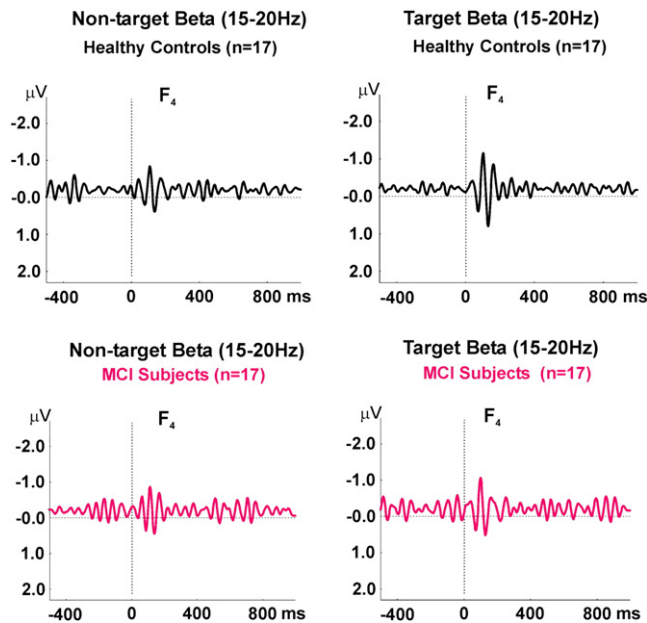 Non-target Beta (15-20Hz)
Healthy Controls (n=17)
μV
F₄
-2.0
-1.0
-0.0
1.0
2.0
-400
0
400
800 ms
Target Beta (15-20Hz)
Healthy Controls (n=17)
μV
F₄
-2.0
-1.0
-0.0
1.0
2.0
-400
0
400
800 ms
Non-target Beta (15-20Hz)
MCI Subjects (n=17)
μV
F₄
-2.0
-1.0
-0.0
1.0
2.0
-400
0
400
800 ms
Target Beta (15-20Hz)
MCI Subjects (n=17)
μV
F₄
-2.0
-1.0
-0.0
1.0
2.0
-400
0
400
800 ms